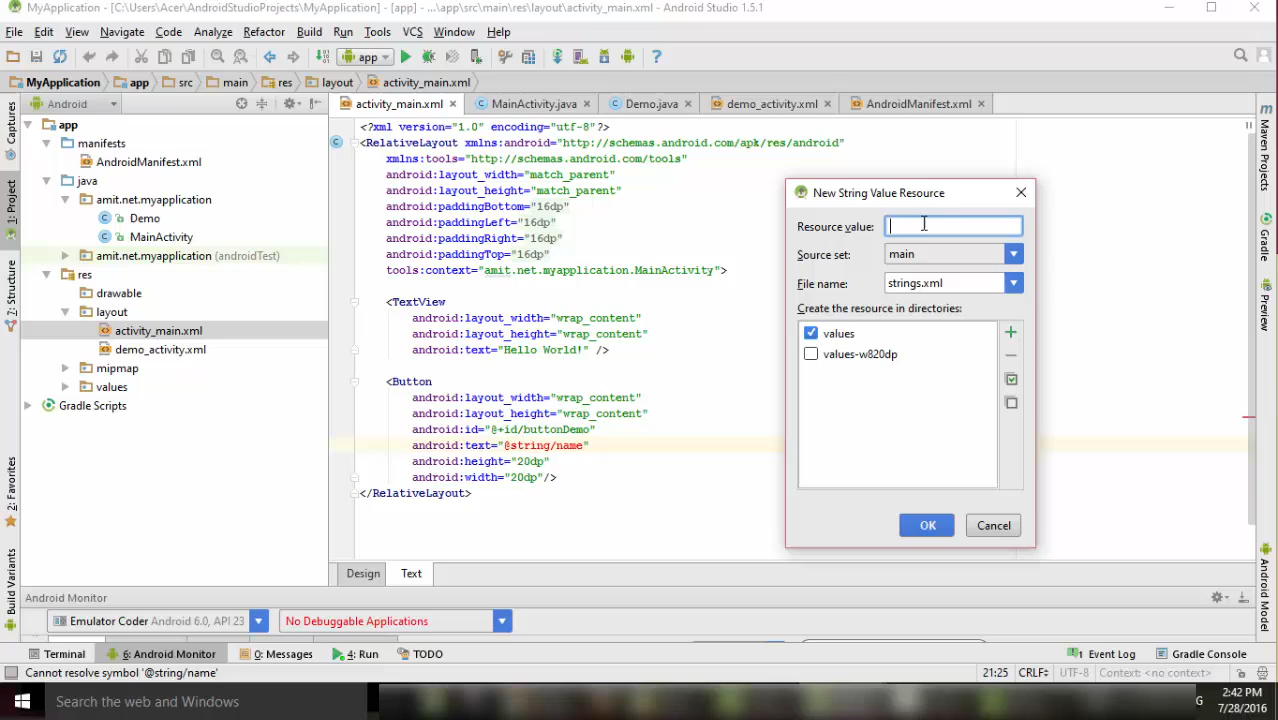 MyApplication - [C:\Users\Acer\AndroidStudioProjects\MyApplication] - [app] - ...\app\src\main\res\layout\activity_main.xml - Android Studio 1.5.1
File Edit View Navigate Code Analyze Refactor Build Run Tools VCS Window Help
app
MyApplication app src main res layout activity_main.xml
Android
activity_main.xml MainActivity.java Demo.java demo_activity.xml AndroidManifest.xml
Captures
1: Project
7: Structure
2: Favorites
Build Variants
app
manifests
AndroidManifest.xml
java
amit.net.myapplication
Demo
MainActivity
amit.net.myapplication (androidTest)
res
drawable
layout
activity_main.xml
demo_activity.xml
mipmap
values
Gradle Scripts
<?xml version="1.0" encoding="utf-8"?>
<RelativeLayout xmlns:android="http://schemas.android.com/apk/res/android"
xmlns:tools="http://schemas.android.com/tools"
android:layout_width="match_parent"
android:layout_height="match_parent"
android:paddingBottom="16dp"
android:paddingLeft="16dp"
android:paddingRight="16dp"
android:paddingTop="16dp"
tools:context="amit.net.myapplication.MainActivity">
<TextView
android:layout_width="wrap_content"
android:layout_height="wrap_content"
android:text="Hello World!" />
<Button
android:layout_width="wrap_content"
android:layout_height="wrap_content"
android:id="@+id/buttonDemo"
android:text="@string/name"
android:height="20dp"
android:width="20dp"/>
</RelativeLayout>
Design Text
New String Value Resource
Resource value:
Source set: main
File name: strings.xml
Create the resource in directories:
values
values-w820dp
OK Cancel
Maven Projects
Gradle
Preview
Android Model
Android Monitor
Emulator Coder Android 6.0, API 23 No Debuggable Applications
Terminal 6: Android Monitor 0: Messages 4: Run TODO 1 Event Log Gradle Console
Cannot resolve symbol '@string/name' 21:25 CRLF UTF-8 Context: <no context>
Search the web and Windows
G
2:42 PM
7/28/2016